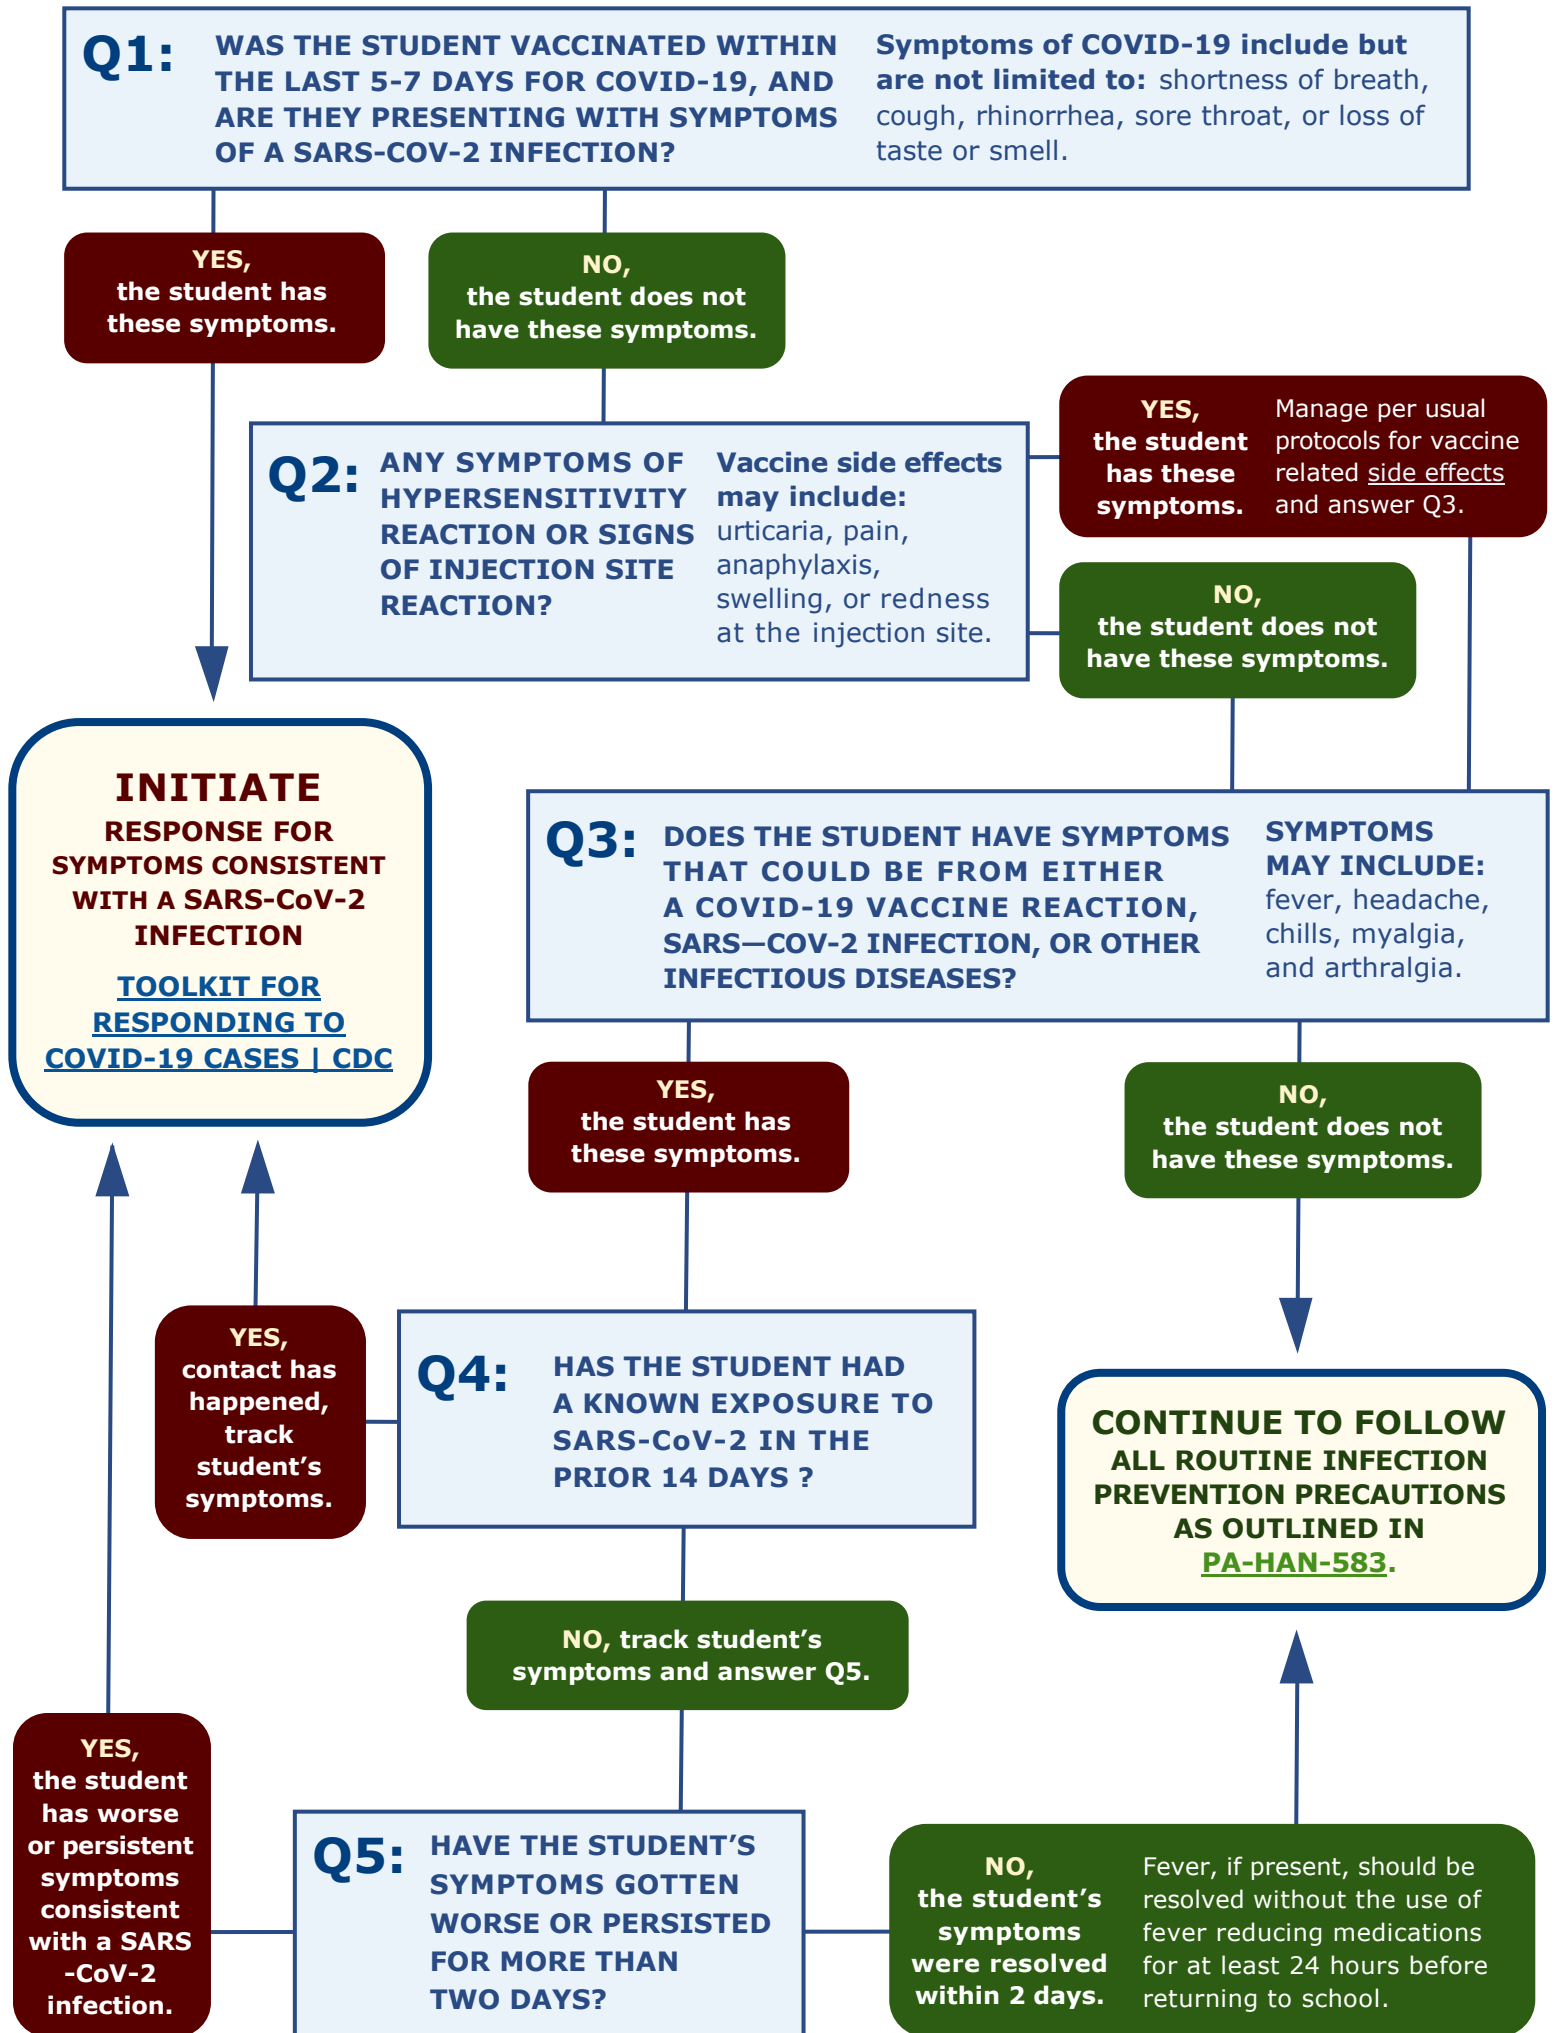 Q1:
WAS THE STUDENT VACCINATED WITHIN
THE LAST 5-7 DAYS FOR COVID-19, AND
ARE THEY PRESENTING WITH SYMPTOMS
OF A SARS-COV-2 INFECTION?
Symptoms of COVID-19 include but
are not limited to: shortness of breath,
cough, rhinorrhea, sore throat, or loss of
taste or smell.
YES,
the student has
these symptoms.
NO,
the student does not
have these symptoms.
Q2:
ANY SYMPTOMS OF
HYPERSENSITIVITY
REACTION OR SIGNS
OF INJECTION SITE
REACTION?
Vaccine side effects
may include:
urticaria, pain,
anaphylaxis,
swelling, or redness
at the injection site.
YES,
the student
has these
symptoms.
Manage per usual
protocols for vaccine
related side effects
and answer Q3.
NO,
the student does not
have these symptoms.
INITIATE
RESPONSE FOR
SYMPTOMS CONSISTENT
WITH A SARS-CoV-2
INFECTION
TOOLKIT FOR
RESPONDING TO
COVID-19 CASES | CDC
Q3:
DOES THE STUDENT HAVE SYMPTOMS
THAT COULD BE FROM EITHER
A COVID-19 VACCINE REACTION,
SARS—COV-2 INFECTION, OR OTHER
INFECTIOUS DISEASES?
SYMPTOMS
MAY INCLUDE:
fever, headache,
chills, myalgia,
and arthralgia.
YES,
the student has
these symptoms.
NO,
the student does not
have these symptoms.
YES,
contact has
happened,
track
student’s
symptoms.
Q4:
HAS THE STUDENT HAD
A KNOWN EXPOSURE TO
SARS-CoV-2 IN THE
PRIOR 14 DAYS ?
CONTINUE TO FOLLOW
ALL ROUTINE INFECTION
PREVENTION PRECAUTIONS
AS OUTLINED IN
PA-HAN-583.
NO, track student’s
symptoms and answer Q5.
YES,
the student
has worse
or persistent
symptoms
consistent
with a SARS
-CoV-2
infection.
Q5:
HAVE THE STUDENT’S
SYMPTOMS GOTTEN
WORSE OR PERSISTED
FOR MORE THAN
TWO DAYS?
NO,
the student’s
symptoms
were resolved
within 2 days.
Fever, if present, should be
resolved without the use of
fever reducing medications
for at least 24 hours before
returning to school.